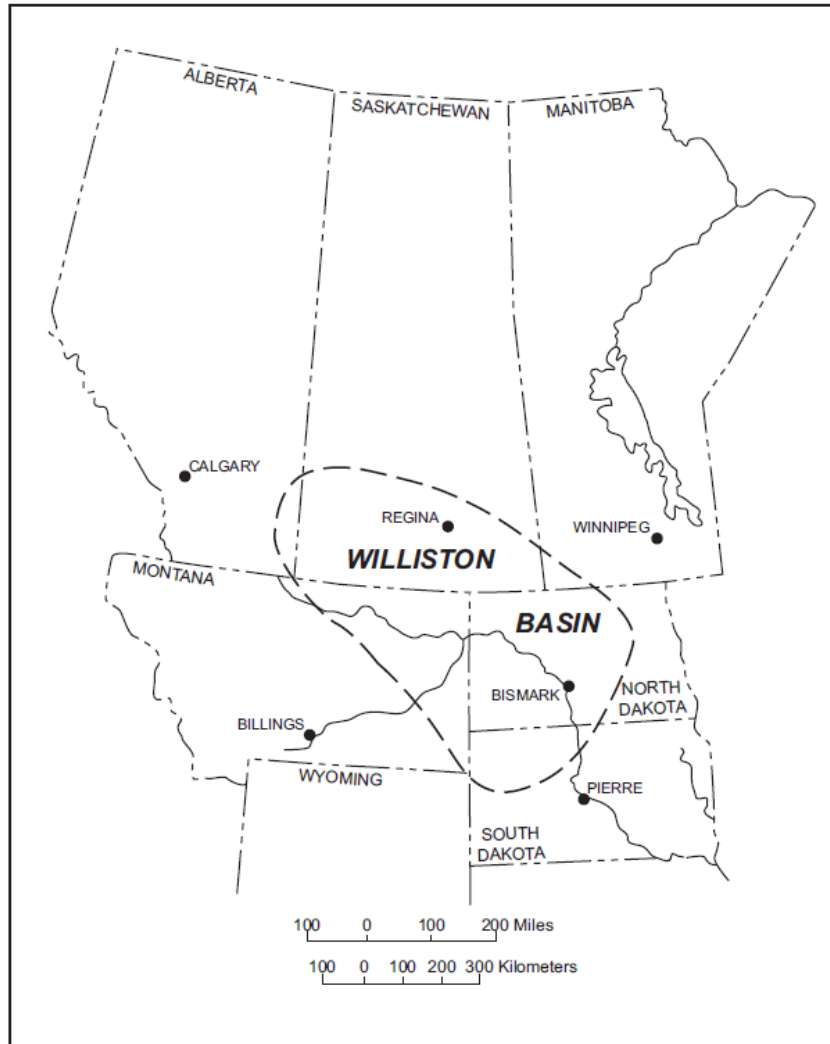 ALBERTA
SASKATCHEWAN
MANITOBA
CALGARY
REGINA
WINNIPEG
WILLISTON
MONTANA
BASIN
BISMARK
NORTH
DAKOTA
BILLINGS
WYOMING
PIERRE
SOUTH
DAKOTA
100 0 100 200 Miles
100 0 100 200 300 Kilometers